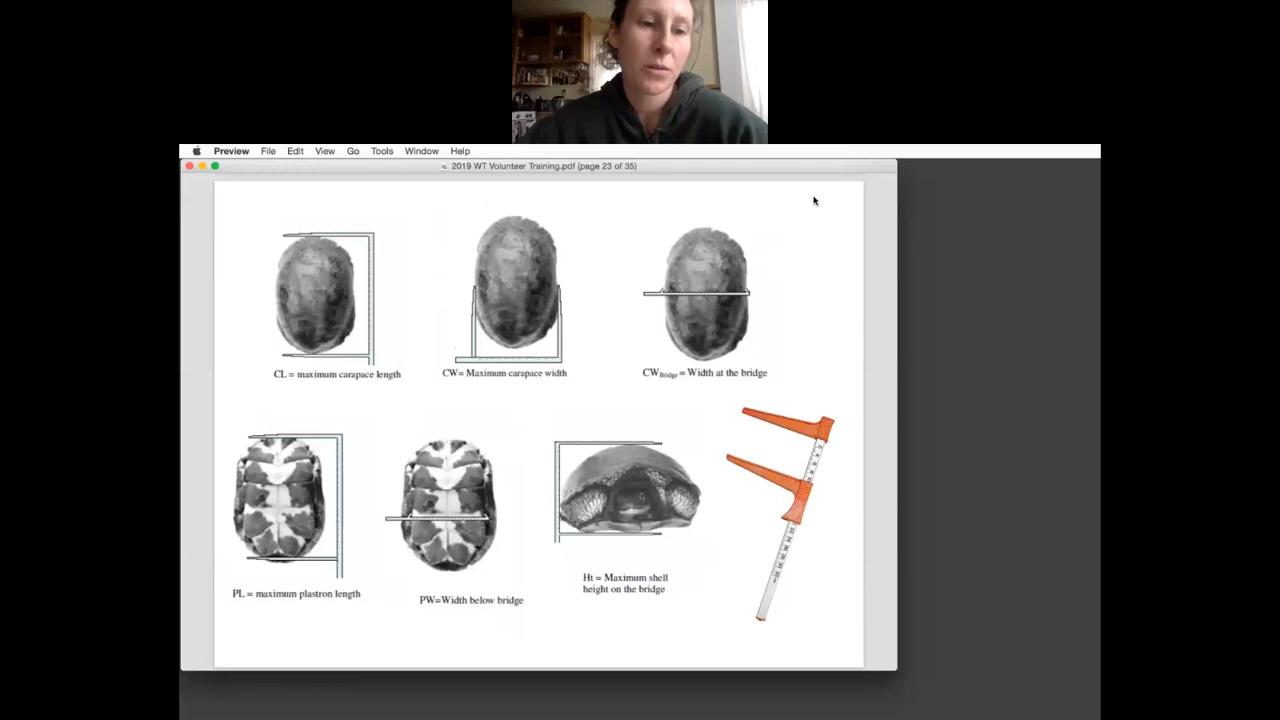 Preview File Edit View Go Tools Window Help
2019 WT Volunteer Training.pdf (page 23 of 35)
CL = maximum carapace length
CW= Maximum carapace width
CWBridge = Width at the bridge
PL = maximum plastron length
PW=Width below bridge
Ht = Maximum shell
height on the bridge